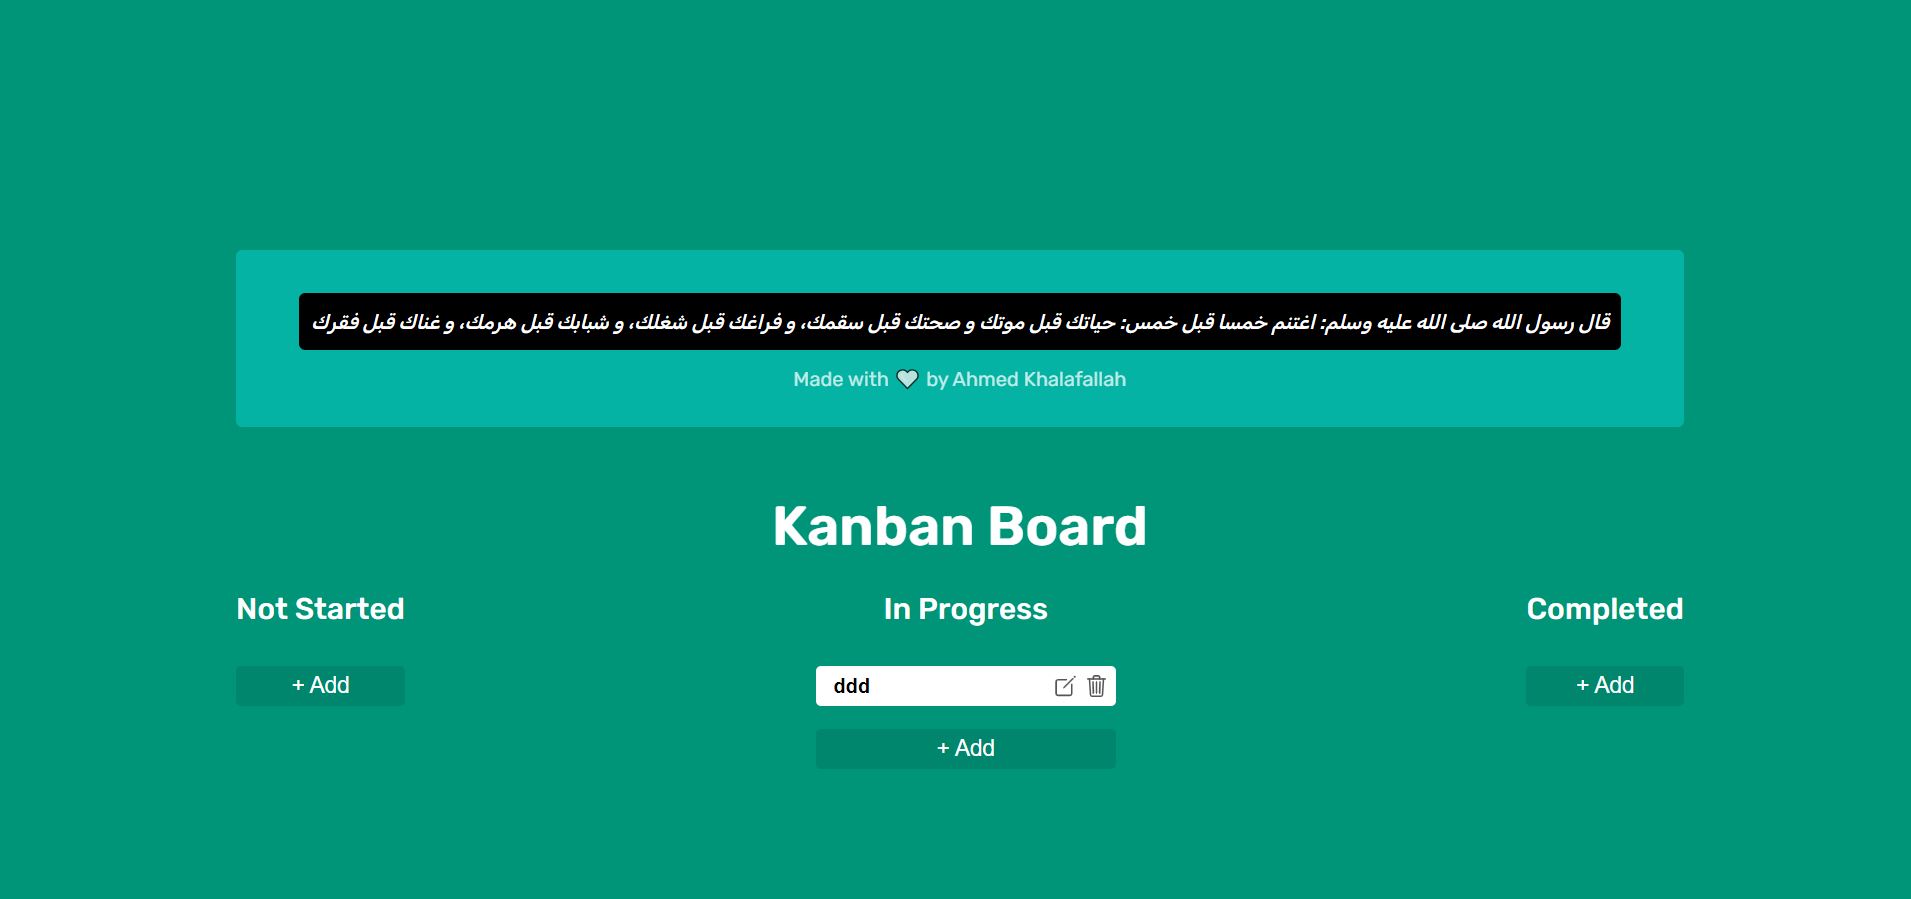 قال رسول الله صلى الله عليه وسلم: اغتنم خمسا قبل خمس: حياتك قبل موتك و صحتك قبل سقمك، و فراغك قبل شغلك، و شبابك قبل هرمك، و غناك قبل فقرك
Made with by Ahmed Khalafallah
Kanban Board
Not Started
+ Add
In Progress
ddd
+ Add
Completed
+ Add